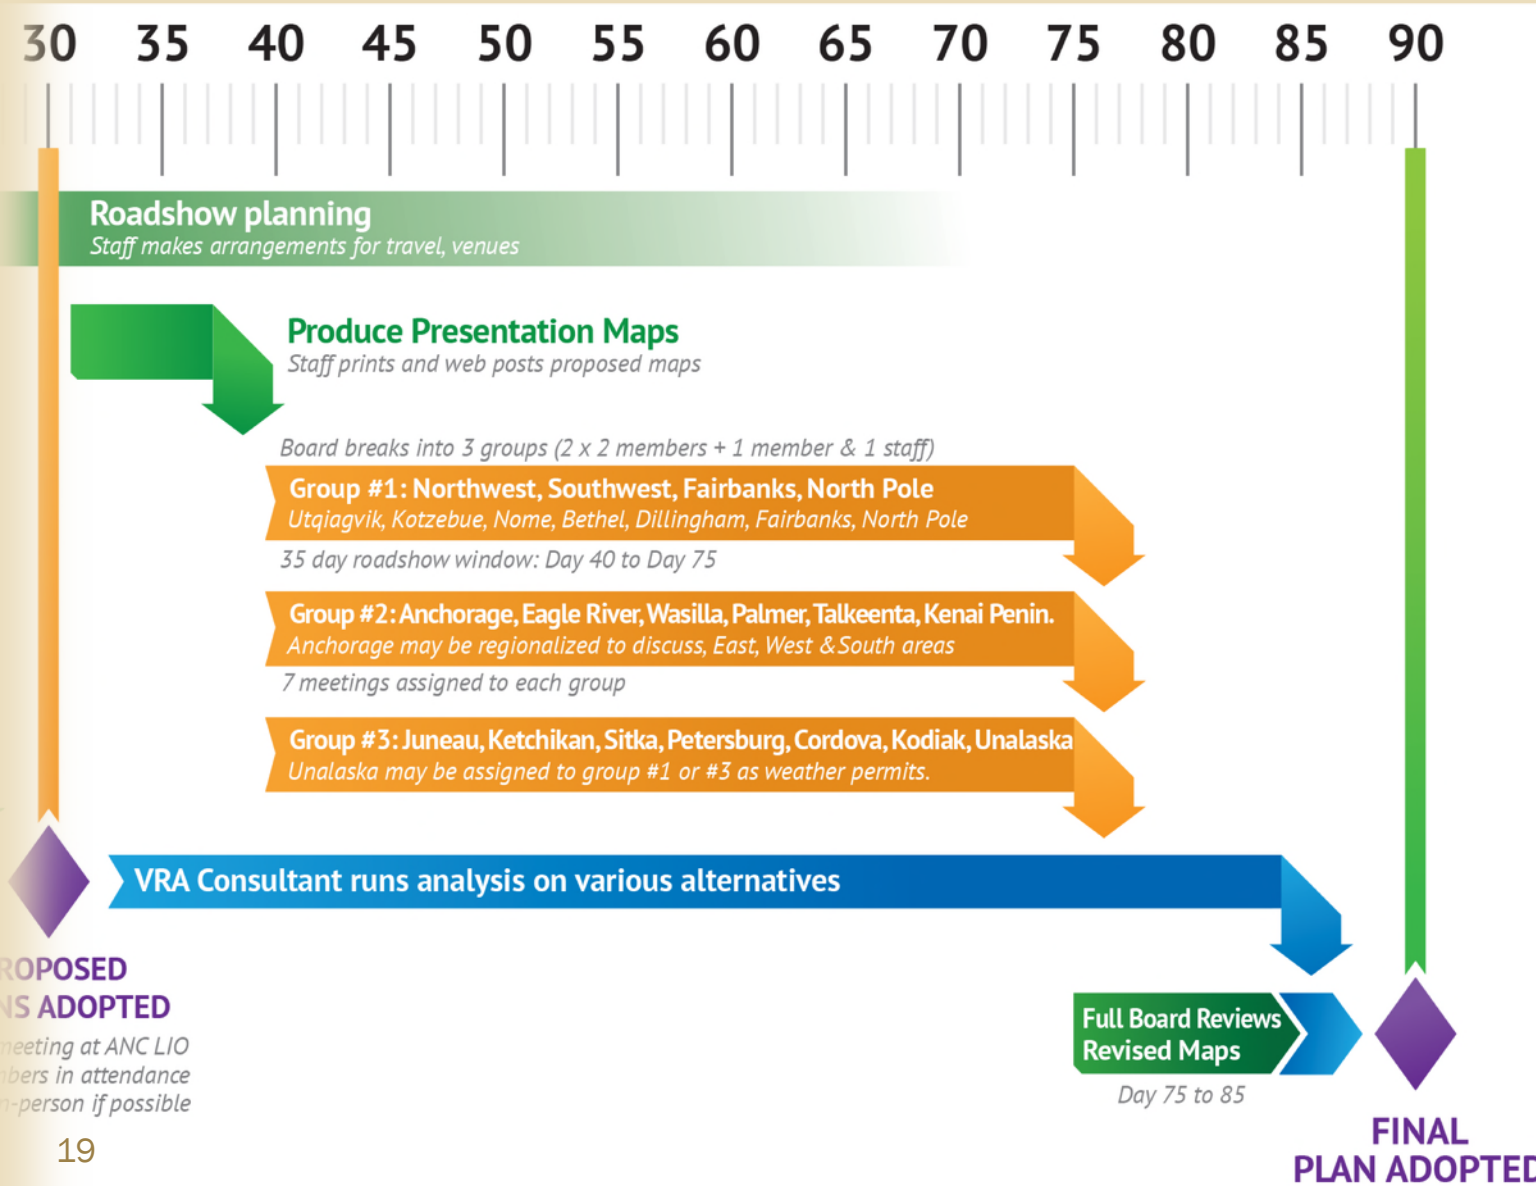 30 35 40 45 50 55 60 65 70 75 80 85 90
Roadshow planning
Staff makes arrangements for travel, venues
Produce Presentation Maps
Staff prints and web posts proposed maps
Board breaks into 3 groups (2 x 2 members + 1 member & 1 staff)
Group #1: Northwest, Southwest, Fairbanks, North Pole
Utqiagvik, Kotzebue, Nome, Bethel, Dillingham, Fairbanks, North Pole
35 day roadshow window: Day 40 to Day 75
Group #2: Anchorage, Eagle River, Wasilla, Palmer, Talkeenta, Kenai Penin.
Anchorage may be regionalized to discuss, East, West & South areas
7 meetings assigned to each group
Group #3: Juneau, Ketchikan, Sitka, Petersburg, Cordova, Kodiak, Unalaska
Unalaska may be assigned to group #1 or #3 as weather permits.
VRA Consultant runs analysis on various alternatives
ROPOSED
NS ADOPTED
meeting at ANC LIO
bers in attendance
n-person if possible
Full Board Reviews
Revised Maps
Day 75 to 85
FINAL
PLAN ADOPTED
19